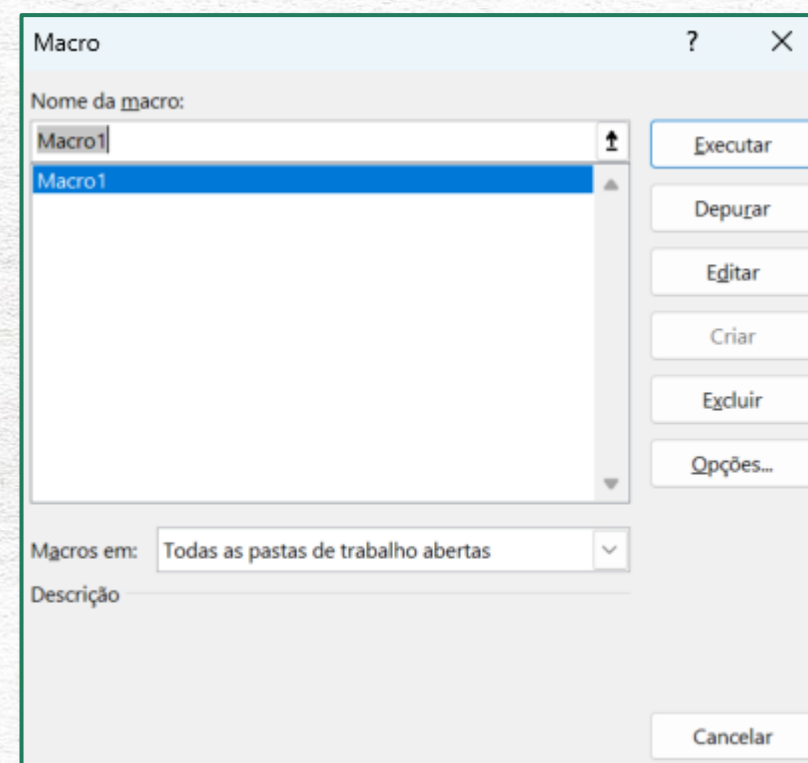 Macro
?
Nome da macro:
Macro1
Macro1
Executar
Depurar
Editar
Criar
Excluir
Opções...
Macros em: Todas as pastas de trabalho abertas
Descrição
Cancelar